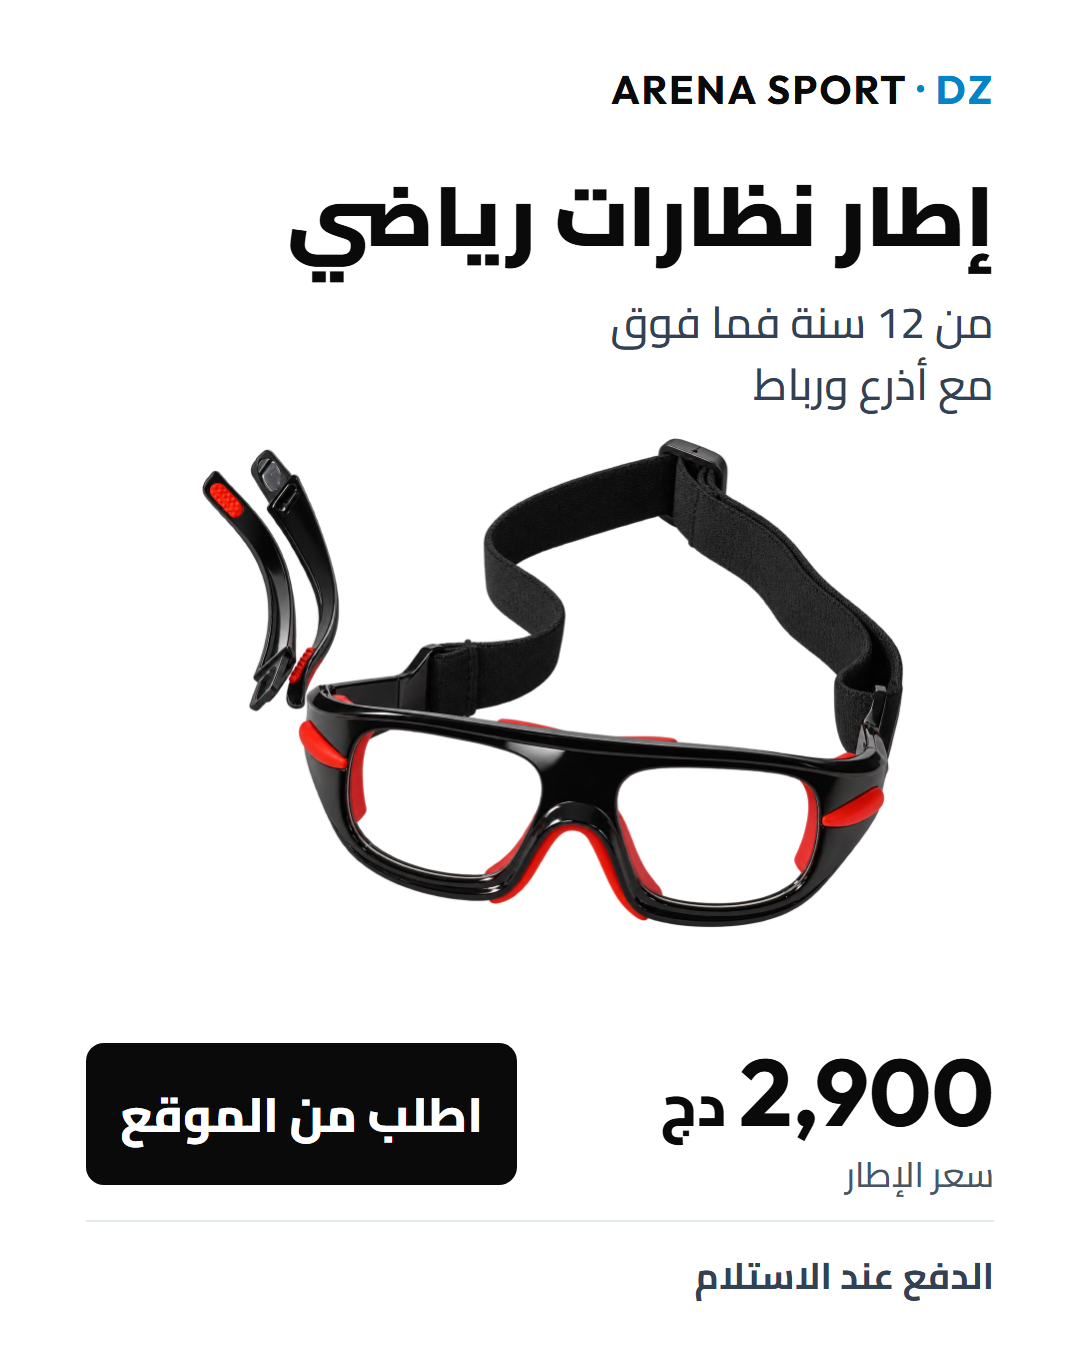 ARENA SPORT · DZ
إطار نظارات رياضي
من 12 سنة فما فوق
مع أذرع ورباط
2,900 دج
سعر الإطار
اطلب من الموقع
الدفع عند الاستلام